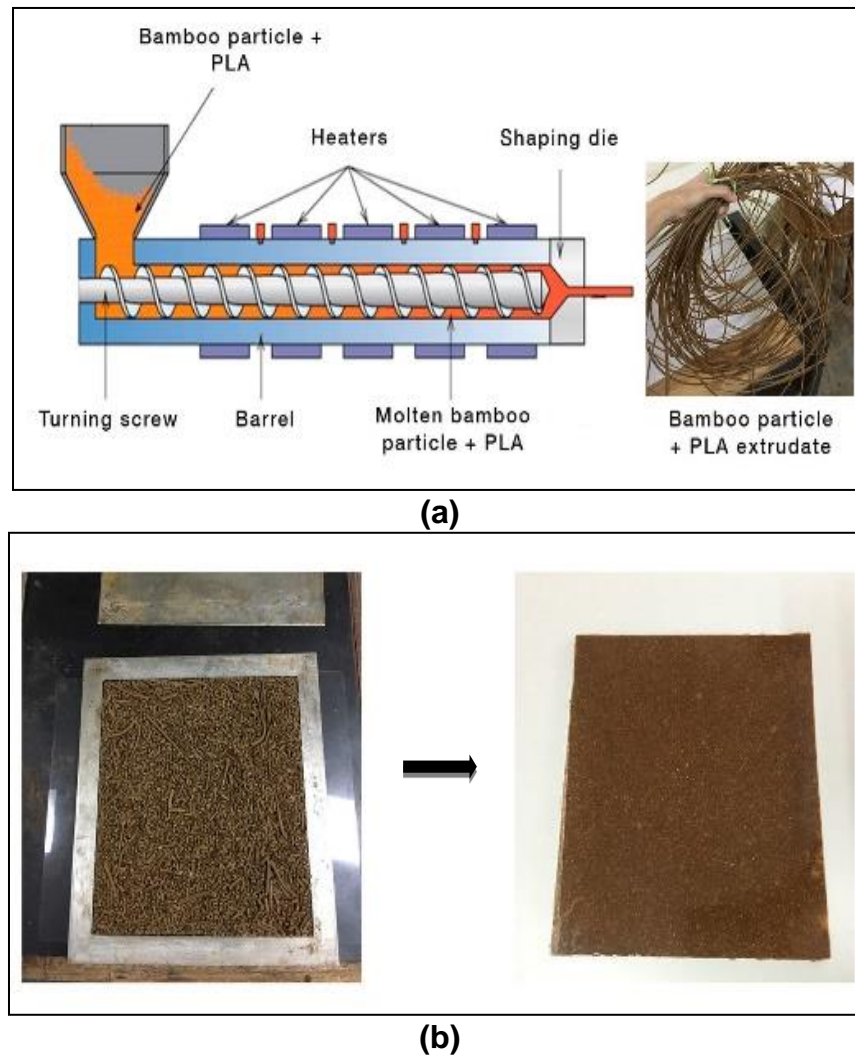 Bamboo particle +
PLA
Heaters
Shaping die
Turning screw
Barrel
Molten bamboo
particle + PLA
Bamboo particle
+ PLA extrudate
(a)
(b)